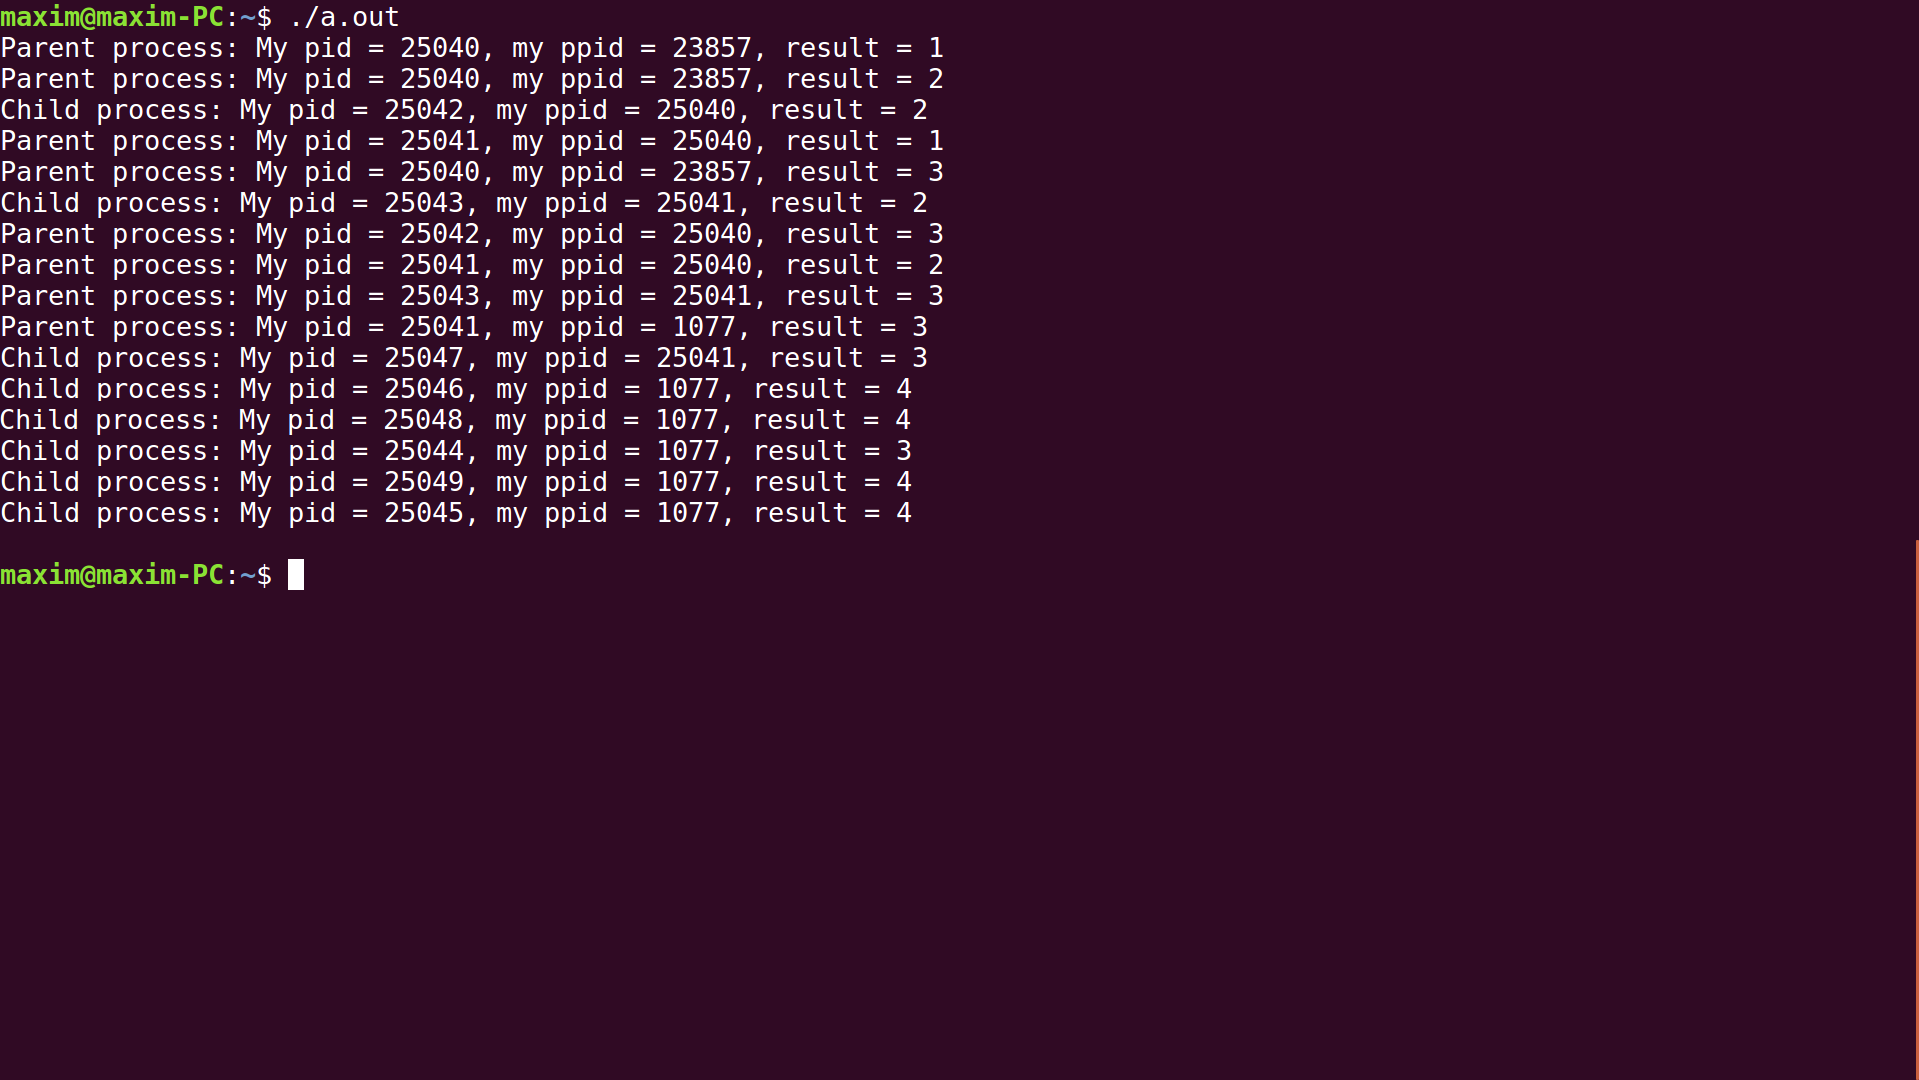 maxim@maxim-PC:~$ ./a.out
Parent process: My pid = 25040, my ppid = 23857, result = 1
Parent process: My pid = 25040, my ppid = 23857, result = 2
Child process: My pid = 25042, my ppid = 25040, result = 2
Parent process: My pid = 25041, my ppid = 25040, result = 1
Parent process: My pid = 25040, my ppid = 23857, result = 3
Child process: My pid = 25043, my ppid = 25041, result = 2
Parent process: My pid = 25042, my ppid = 25040, result = 3
Parent process: My pid = 25041, my ppid = 25040, result = 2
Parent process: My pid = 25043, my ppid = 25041, result = 3
Parent process: My pid = 25041, my ppid = 1077, result = 3
Child process: My pid = 25047, my ppid = 25041, result = 3
Child process: My pid = 25046, my ppid = 1077, result = 4
Child process: My pid = 25048, my ppid = 1077, result = 4
Child process: My pid = 25044, my ppid = 1077, result = 3
Child process: My pid = 25049, my ppid = 1077, result = 4
Child process: My pid = 25045, my ppid = 1077, result = 4
maxim@maxim-PC:~$